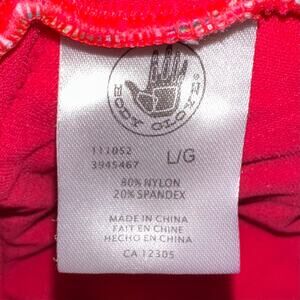 BODY GLOVE®
111052
3945467
L/G
80% NYLON
20% SPANDEX
MADE IN CHINA
FAIT EN CHINE
HECHO EN CHINA
CA 12305